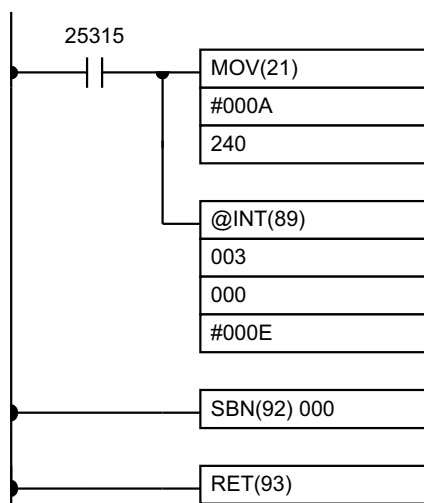 25315
MOV(21)
#000A
240
@INT(89)
003
000
#000E
SBN(92) 000
RET(93)